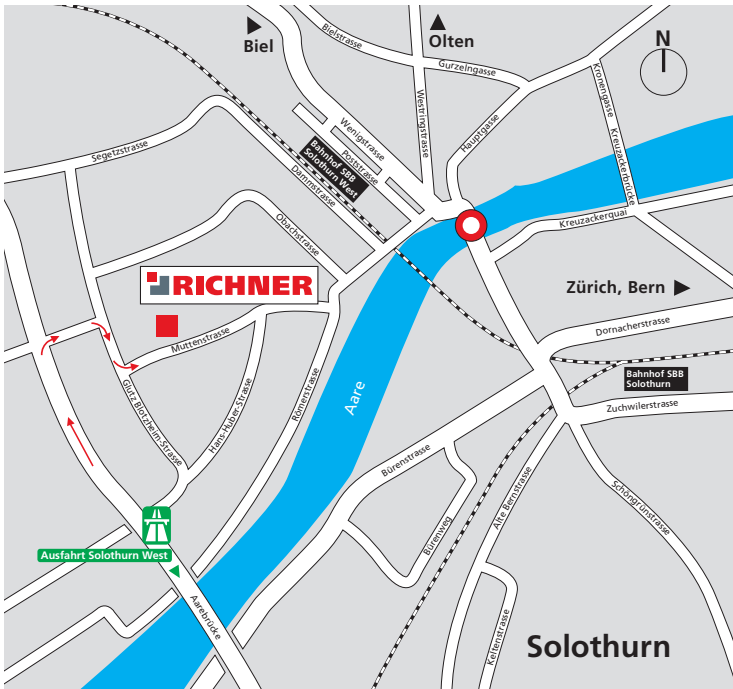 Biel
Bielstrasse
Olten
Gurzelngasse
N
Westringstrasse
Hauptgasse
Kronengasse
Kreuzackerbrücke
Wengistrasse
Poststrasse
Bahnhof SBB
Solothurn West
Dammstrasse
Segetzstrasse
Obachstrasse
Kreuzackerquai
RICHNER
Zürich, Bern
Muttenstrasse
Dornacherstrasse
Bahnhof SBB
Solothurn
Zuchwilerstrasse
Glutz Blotzheim-Strasse
Hans-Huber-Strasse
Römerstrasse
Aare
Bürenstrasse
Bürenweg
Alte Bernstrasse
Schöngrünstrasse
Ausfahrt Solothurn West
Aarebrücke
Keltenstrasse
Solothurn